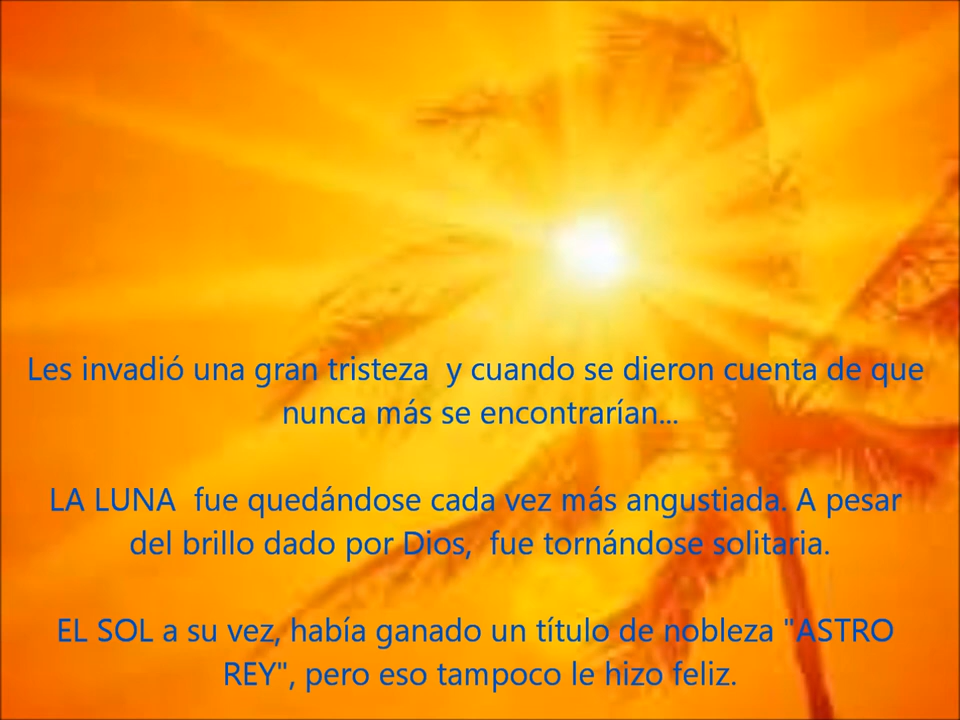 Les invadió una gran tristeza  y cuando se dieron cuenta de que
nunca más se encontrarían...
LA LUNA  fue quedándose cada vez más angustiada. A pesar
del brillo dado por Dios,  fue tornándose solitaria.
EL SOL a su vez, había ganado un título de nobleza "ASTRO
REY", pero eso tampoco le hizo feliz.